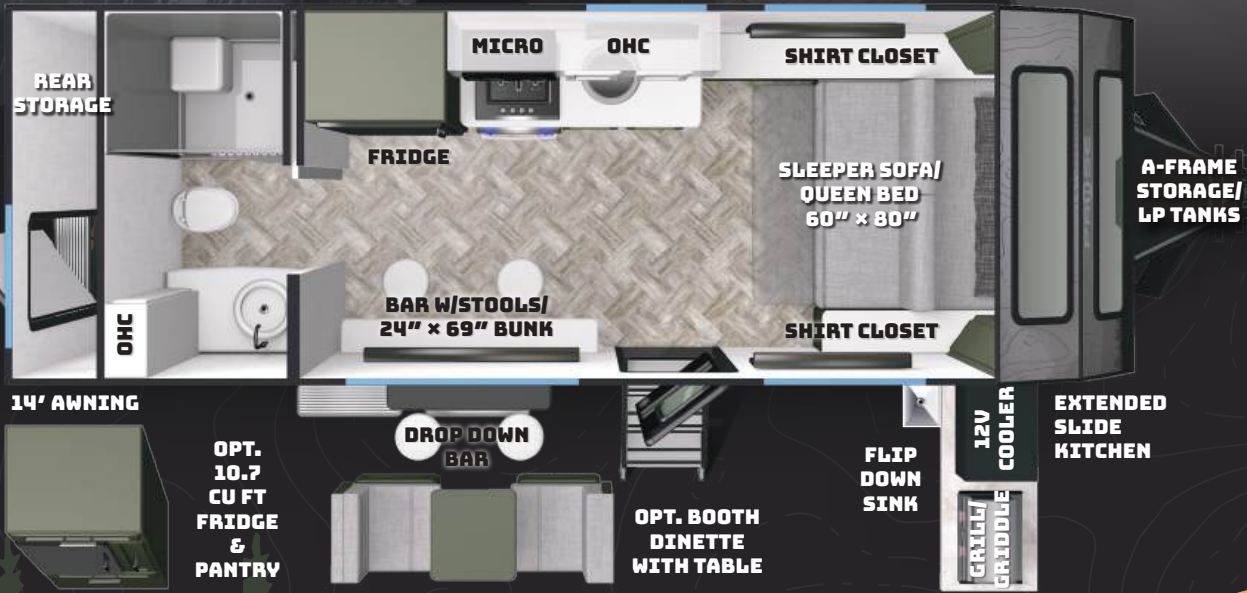 REAR
STORAGE
MICRO
OHC
SHIRT CLOSET
FRIDGE
SLEEPER SOFA/
QUEEN BED
60” × 80”
A-FRAME
STORAGE/
LP TANKS
OHC
BAR W/STOOLS/
24” × 69” BUNK
SHIRT CLOSET
14’ AWNING
OPT.
10.7
CU FT
FRIDGE
&
PANTRY
DROP DOWN
BAR
OPT. BOOTH
DINETTE
WITH TABLE
FLIP
DOWN
SINK
12V
COOLER
GRILL/
GRIDDLE
EXTENDED
SLIDE
KITCHEN